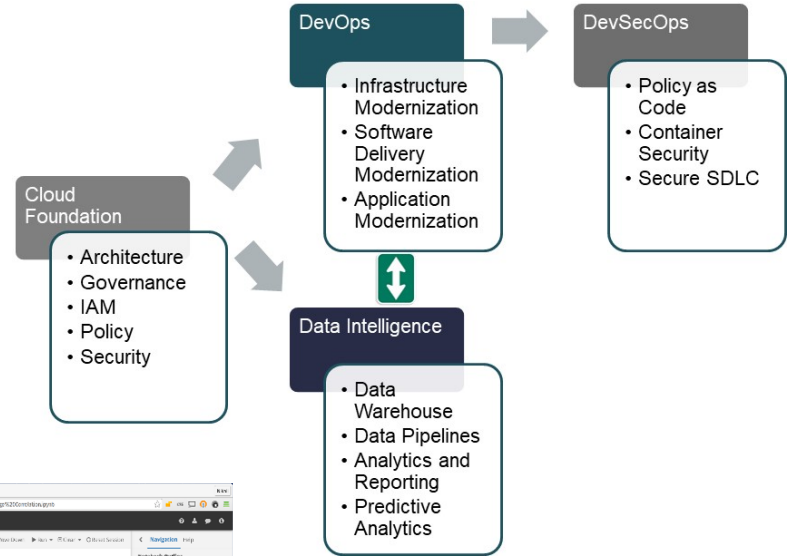 DevOps
• Infrastructure
Modernization
• Software
Delivery
Modernization
• Application
Modernization
DevSecOps
• Policy as
Code
• Container
Security
• Secure SDLC
Cloud
Foundation
• Architecture
• Governance
• IAM
• Policy
• Security
Data Intelligence
• Data
Warehouse
• Data Pipelines
• Analytics and
Reporting
• Predictive
Analytics
Navigation Help